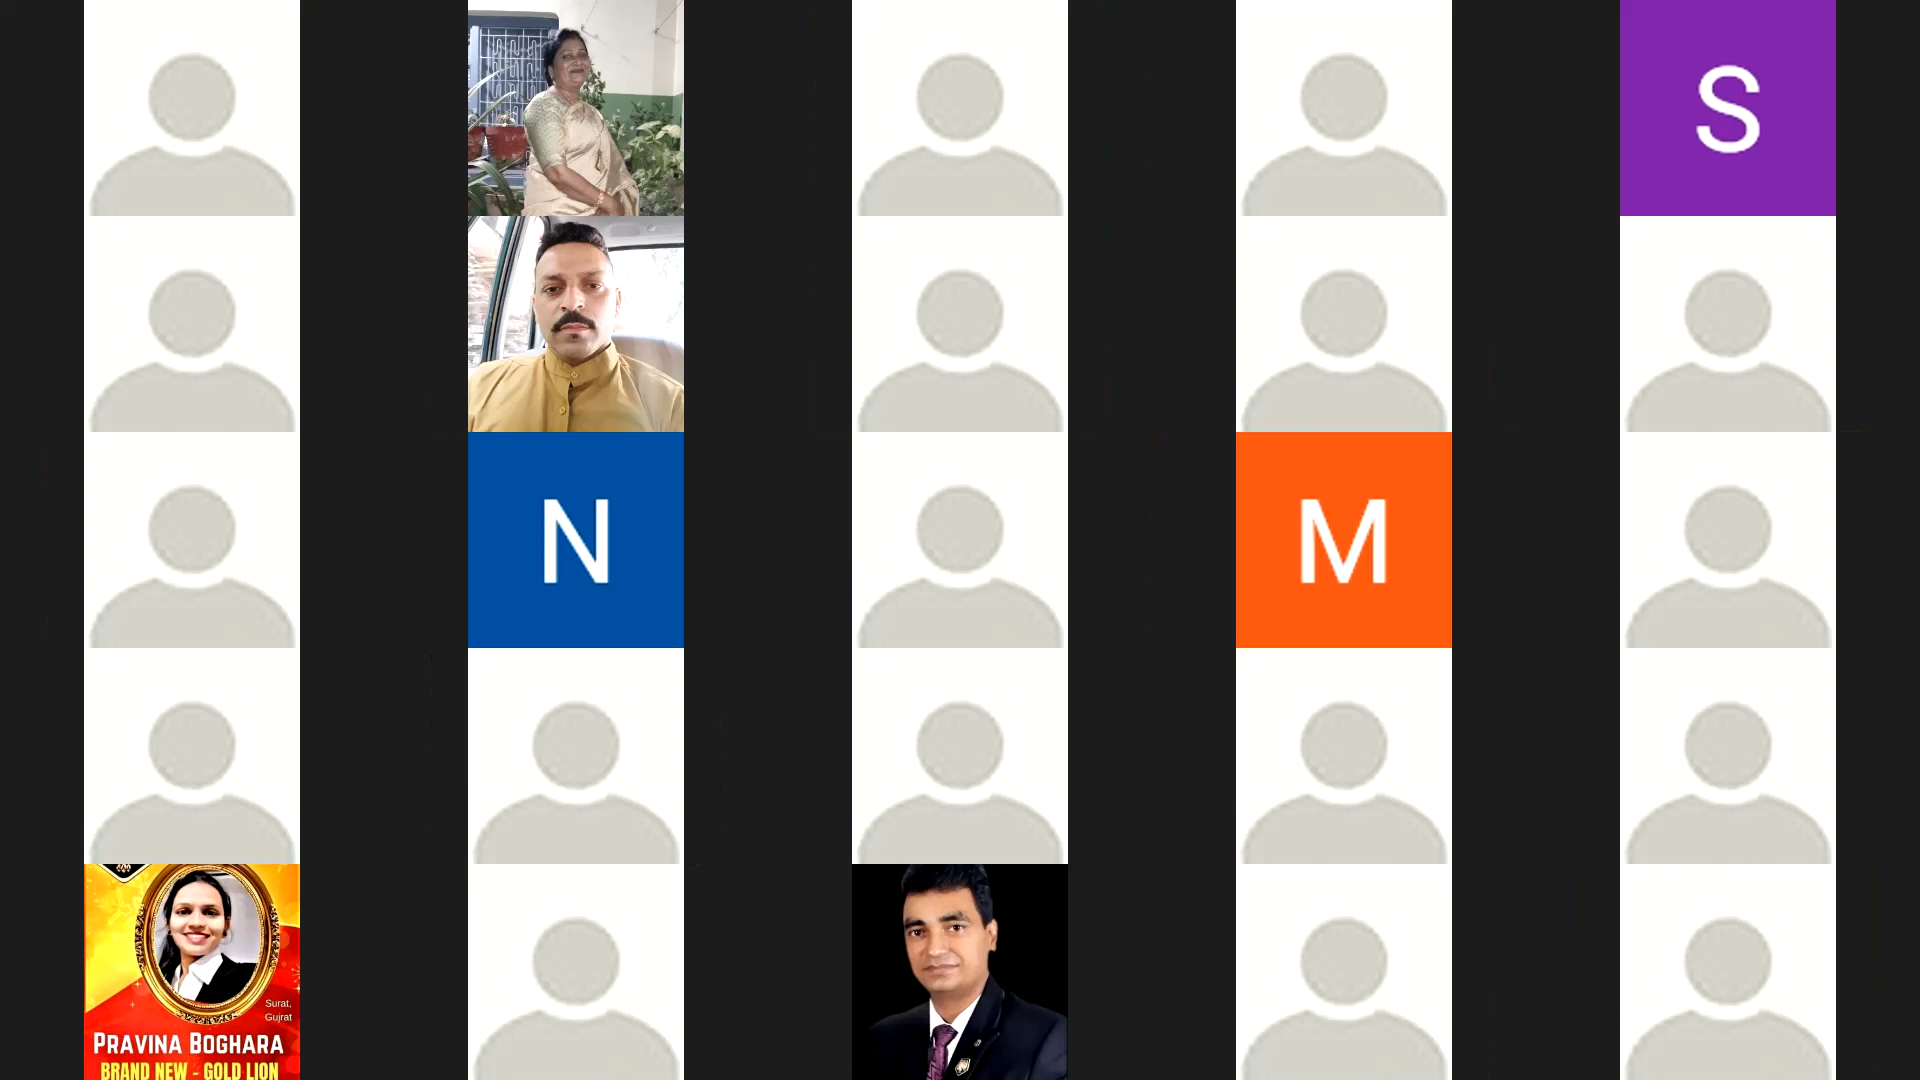 S
N
M
Surat,
Gujrat
PRAVINA BOGHARA
BRAND NEW - GOLD LION